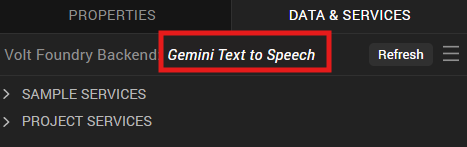 PROPERTIES DATA & SERVICES
Volt Foundry Backend: Gemini Text to Speech Refresh
SAMPLE SERVICES
PROJECT SERVICES